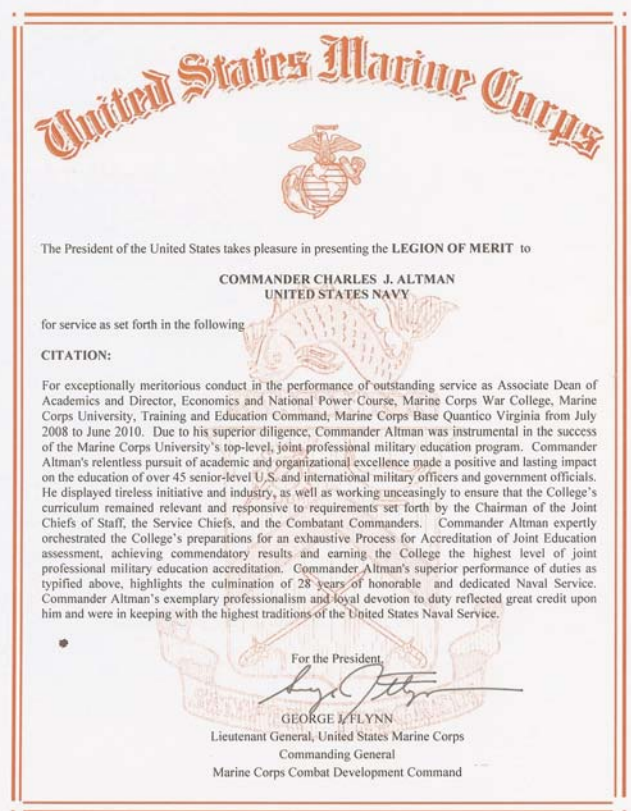 United States Marine Corps
The President of the United States takes pleasure in presenting the LEGION OF MERIT to
COMMANDER CHARLES J. ALTMAN
UNITED STATES NAVY
for service as set forth in the following
CITATION:
For exceptionally meritorious conduct in the performance of outstanding service as Associate Dean of
Academics and Director, Economics and National Power Course, Marine Corps War College, Marine
Corps University, Training and Education Command, Marine Corps Base Quantico Virginia from July
2008 to June 2010. Due to his superior diligence, Commander Altman was instrumental in the success
of the Marine Corps University's top-level, joint professional military education program. Commander
Altman's relentless pursuit of academic and organizational excellence made a positive and lasting impact
on the education of over 45 senior-level U.S. and international military officers and government officials.
He displayed tireless initiative and industry, as well as working unceasingly to ensure that the College's
curriculum remained relevant and responsive to requirements set forth by the Chairman of the Joint
Chiefs of Staff, the Service Chiefs, and the Combatant Commanders. Commander Altman expertly
orchestrated the College's preparations for an exhaustive Process for Accreditation of Joint Education
assessment, achieving commendatory results and earning the College the highest level of joint
professional military education accreditation. Commander Altman's superior performance of duties as
typified above, highlights the culmination of 28 years of honorable and dedicated Naval Service.
Commander Altman's exemplary professionalism and loyal devotion to duty reflected great credit upon
him and were in keeping with the highest traditions of the United States Naval Service.
For the President,
GEORGE J. FLYNN
Lieutenant General, United States Marine Corps
Commanding General
Marine Corps Combat Development Command